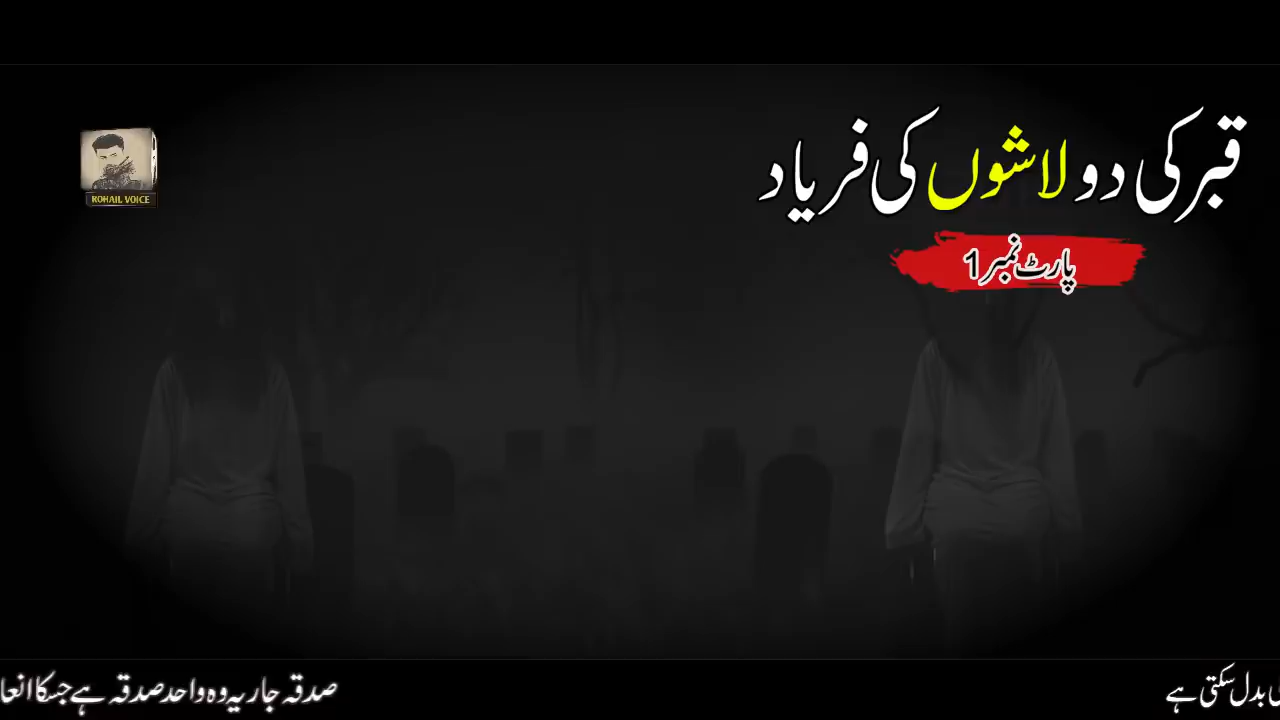 قبر کی دو لاشوں کی فریاد
پارٹ نمبر 1
ROHAIL VOICE
بدل سکتی ہے
صدقہ جاریہ وہ واحد صدقہ ہے جسکا